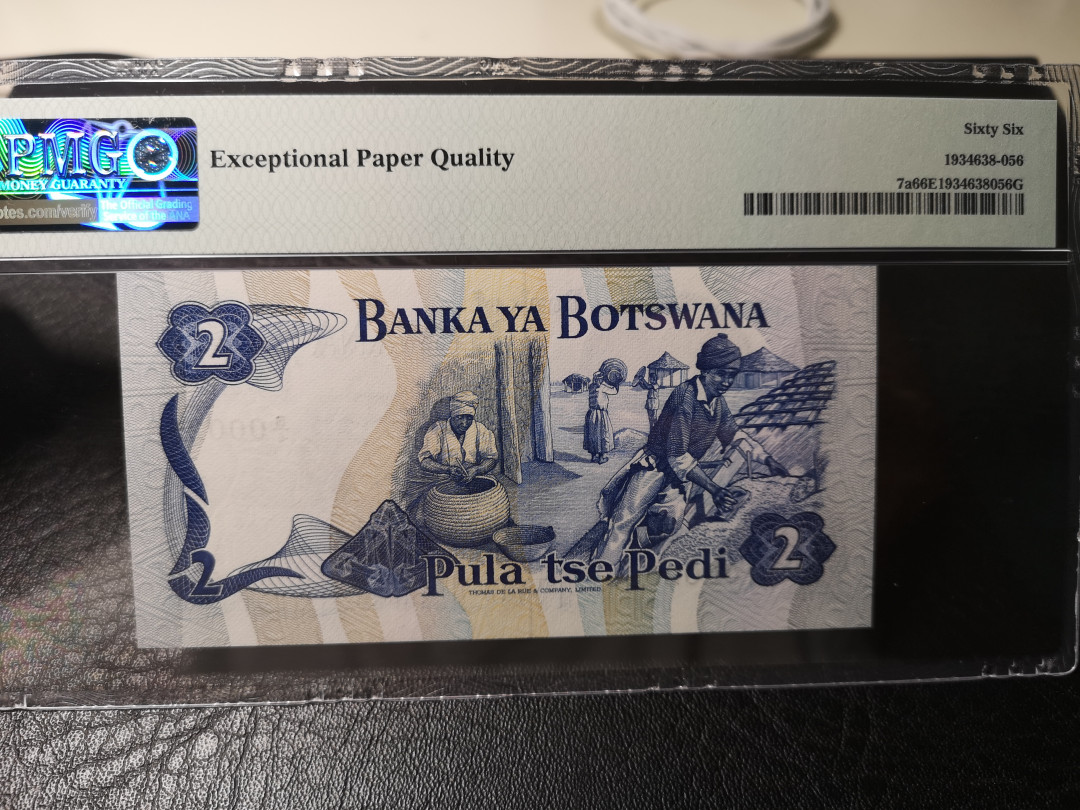 PMG
MONEY GUARANTY
otes.com/verify
The Official Grading
Service of the ANA
Exceptional Paper Quality
Sixty Six
1934638-056
7a66E1934638056G
2
BANKA YA BOTSWANA
2
Pula tse Pedi
2
THOMAS DE LA RUE & COMPANY, LIMITED